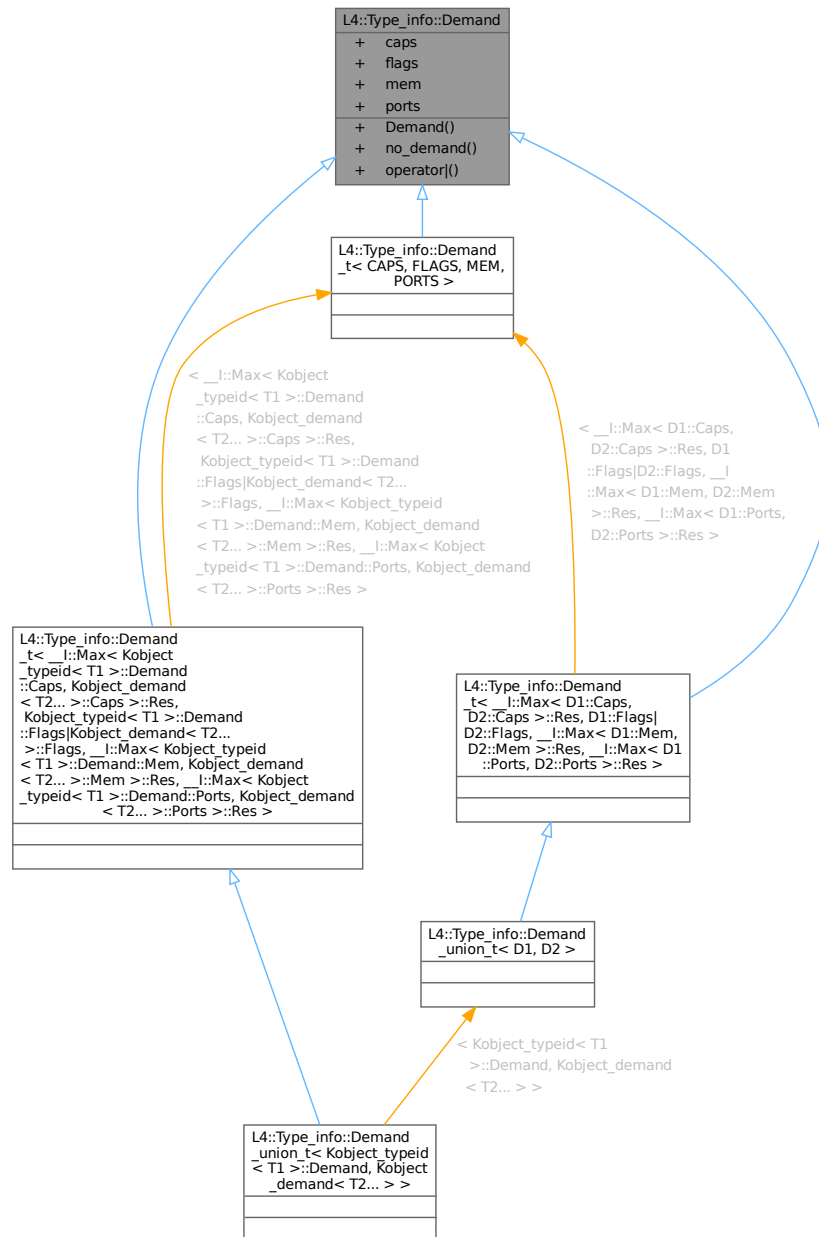 L4::Type_info::Demand
+ caps
+ flags
+ mem
+ ports
+ Demand()
+ no_demand()
+ operator|()
L4::Type_info::Demand
_t< CAPS, FLAGS, MEM,
PORTS >
< __I::Max< Kobject
_typeid< T1 >::Demand
::Caps, Kobject_demand
< T2... >::Caps >::Res,
Kobject_typeid< T1 >::Demand
::Flags|Kobject_demand< T2...
>::Flags, __I::Max< Kobject_typeid
< T1 >::Demand::Mem, Kobject_demand
< T2... >::Mem >::Res, __I::Max< Kobject
_typeid< T1 >::Demand::Ports, Kobject_demand
< T2... >::Ports >::Res >
< __I::Max< D1::Caps,
D2::Caps >::Res, D1
::Flags|D2::Flags, __I
::Max< D1::Mem, D2::Mem
>::Res, __I::Max< D1::Ports,
D2::Ports >::Res >
L4::Type_info::Demand
_t< __I::Max< Kobject
_typeid< T1 >::Demand
::Caps, Kobject_demand
< T2... >::Caps >::Res,
Kobject_typeid< T1 >::Demand
::Flags|Kobject_demand< T2...
>::Flags, __I::Max< Kobject_typeid
< T1 >::Demand::Mem, Kobject_demand
< T2... >::Mem >::Res, __I::Max< Kobject
_typeid< T1 >::Demand::Ports, Kobject_demand
< T2... >::Ports >::Res >
L4::Type_info::Demand
_t< __I::Max< D1::Caps,
D2::Caps >::Res, D1::Flags|
D2::Flags, __I::Max< D1::Mem,
D2::Mem >::Res, __I::Max< D1
::Ports, D2::Ports >::Res >
L4::Type_info::Demand
_union_t< D1, D2 >
< Kobject_typeid< T1
>::Demand, Kobject_demand
< T2... > >
L4::Type_info::Demand
_union_t< Kobject_typeid
< T1 >::Demand, Kobject
_demand< T2... > >